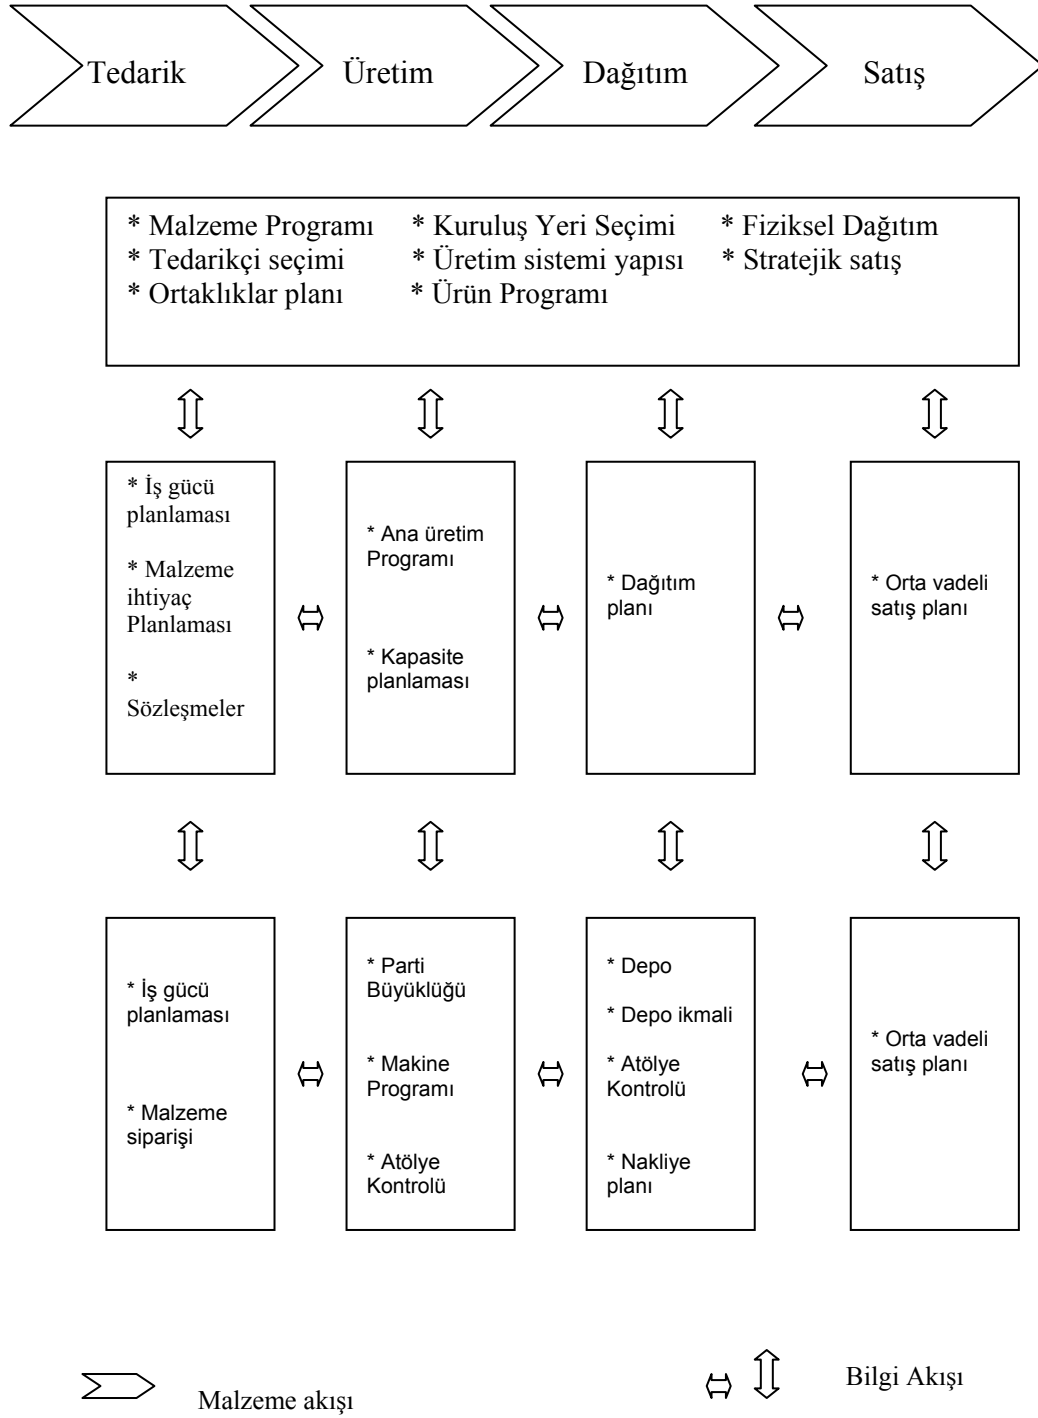 Tedarik
Üretim
Dağıtım
Satış
* Malzeme Programı * Kuruluş Yeri Seçimi * Fiziksel Dağıtım
* Tedarikçi seçimi * Üretim sistemi yapısı * Stratejik satış
* Ortaklıklar planı * Ürün Programı
* İş gücü
planlaması
* Malzeme
ihtiyaç
Planlaması
*
Sözleşmeler
* Ana üretim
Programı
* Kapasite
planlaması
* Dağıtım
planı
* Orta vadeli
satış planı
* İş gücü
planlaması
* Malzeme
siparişi
* Parti
Büyüklüğü
* Makine
Programı
* Atölye
Kontrolü
* Depo
* Depo ikmali
* Atölye
Kontrolü
* Nakliye
planı
* Orta vadeli
satış planı
Malzeme akışı
Bilgi Akışı